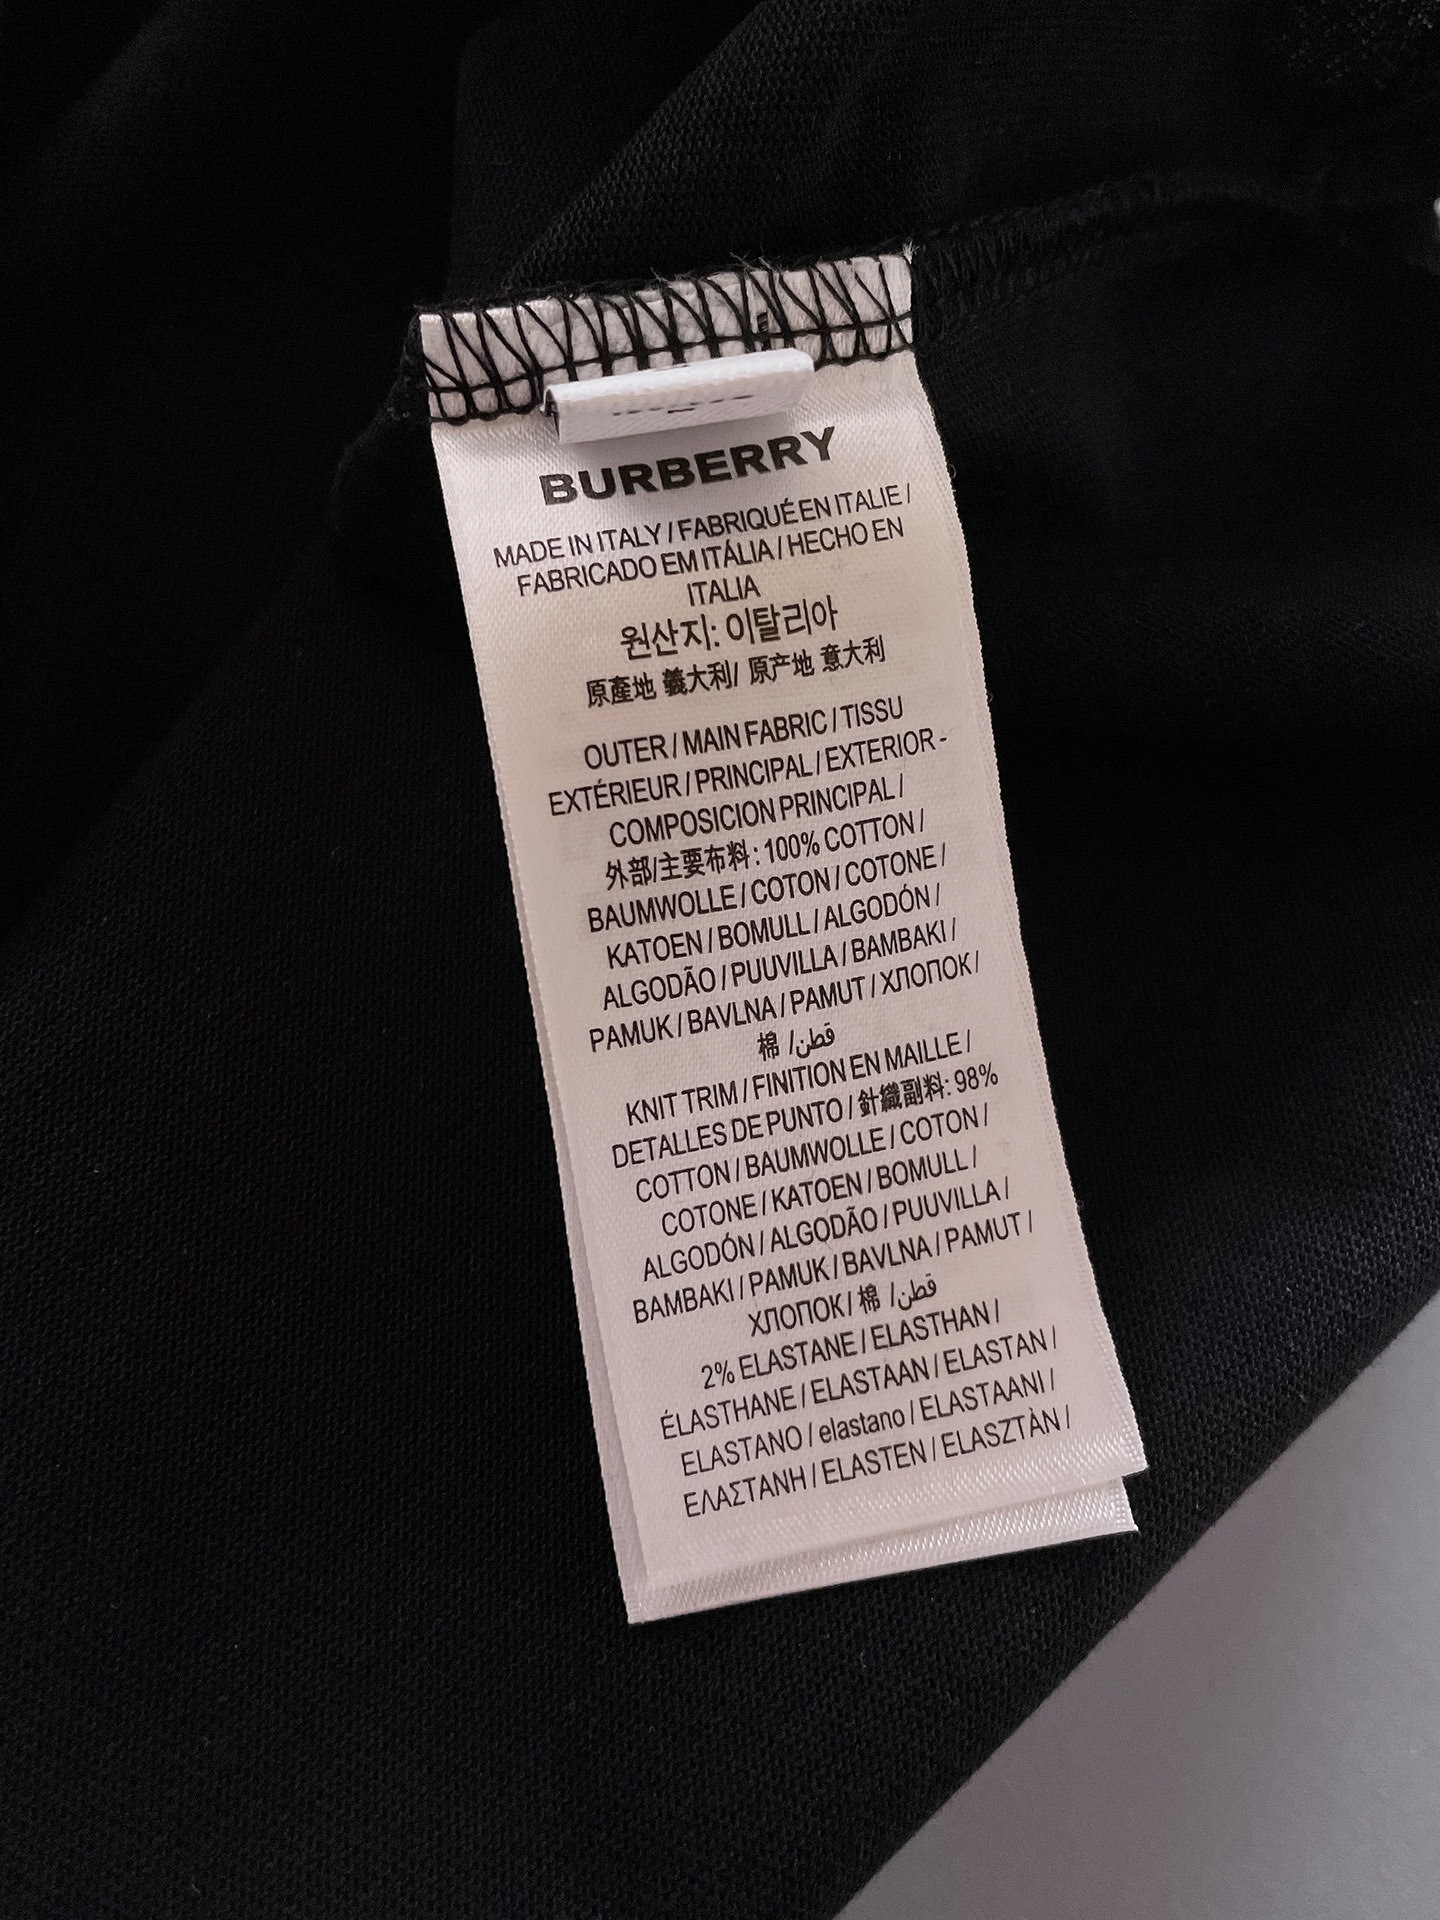 BURBERRY
MADE IN ITALY / FABRIQUÉ EN ITALIE /
FABRICADO EM ITÁLIA / HECHO EN
ITALIA
원산지: 이탈리아
原產地 義大利/ 原产地 意大利
OUTER / MAIN FABRIC / TISSU
EXTÉRIEUR / PRINCIPAL / EXTERIOR -
COMPOSICION PRINCIPAL /
外部/主要布料 : 100% COTTON /
BAUMWOLLE / COTON / COTONE /
KATOEN / BOMULL / ALGODÓN /
ALGODÃO / PUUVILLA / BAMBAKI /
PAMUK / BAVLNA / PAMUT / ХЛОПОК /
棉 /قطن
KNIT TRIM / FINITION EN MAILLE /
DETALLES DE PUNTO / 針織副料: 98%
COTTON / BAUMWOLLE / COTON /
COTONE / KATOEN / BOMULL /
ALGODÓN / ALGODÃO / PUUVILLA /
BAMBAKI / PAMUK / BAVLNA / PAMUT /
ХЛОПОК / 棉 /قطن
2% ELASTANE / ELASTHAN /
ÉLASTHANE / ELASTAAN / ELASTAN /
ELASTANO / elastano / ELASTAANI /
ΕΛΑΣΤΑΝΗ / ELASTEN / ELASZTÀN /